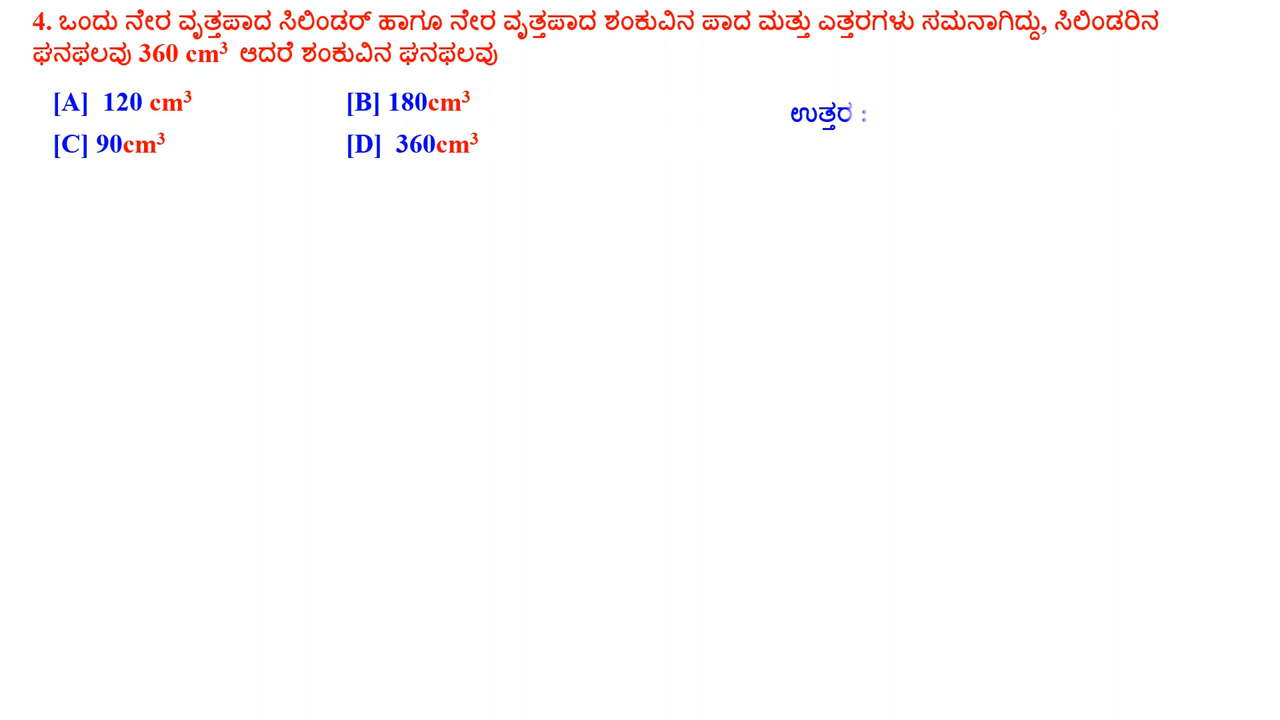 4. ಒಂದು ನೇರ ವೃತ್ತಪಾದ ಸಿಲಿಂಡರ್ ಹಾಗೂ ನೇರ ವೃತ್ತಪಾದ ಶಂಕುವಿನ ಪಾದ ಮತ್ತು ಎತ್ತರಗಳು ಸಮನಾಗಿದ್ದು, ಸಿಲಿಂಡರಿನ
ಘನಫಲವು 360 cm³ ಆದರೆ ಶಂಕುವಿನ ಘನಫಲವು
[A] 120 cm³ [B] 180cm³
ಉತ್ತರ :
[C] 90cm³ [D] 360cm³